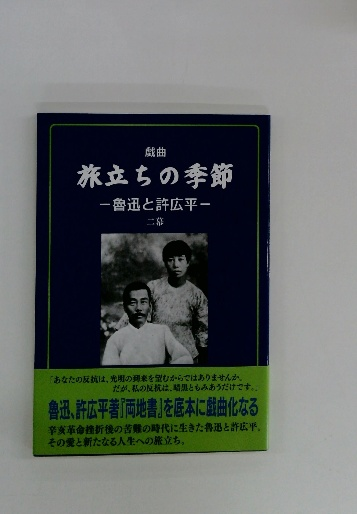 戯曲
旅立ちの季節
－魯迅と許広平－
二幕
「あなたの反抗は、光明の到来を望むからではありませんか。
だが、私の反抗は、暗黒ともみあうだけです。」
魯迅、許広平著『両地書』を底本に戯曲化なる
辛亥革命挫折後の苦難の時代に生きた魯迅と許広平。
その愛と新たなる人生への旅立ち。